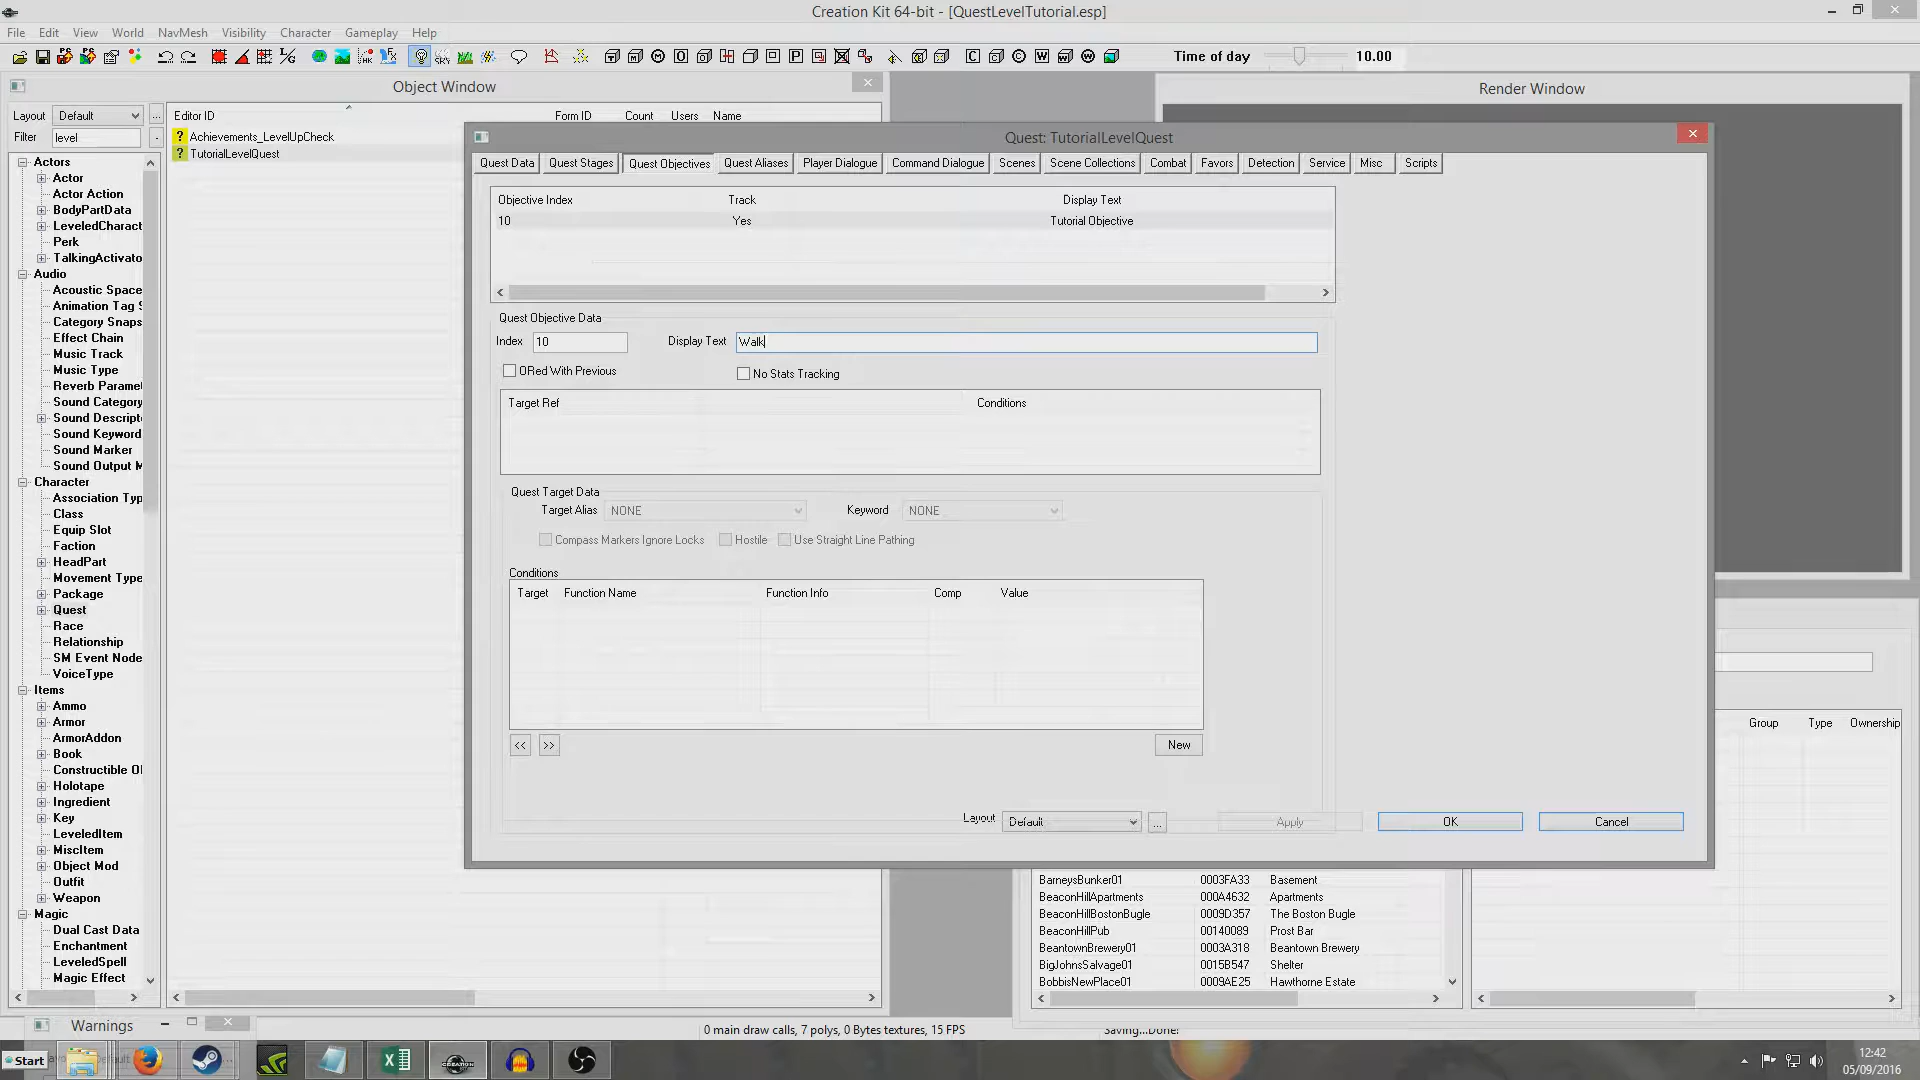 Creation Kit 64-bit - [QuestLevelTutorial.esp]
File Edit View World NavMesh Visibility Character Gameplay Help
Time of day 10.00
Object Window
Render Window
Layout Default ... Editor ID Form ID Count Users Name
Filter level
Achievements_LevelUpCheck
TutorialLevelQuest
Actors
Actor
Actor Action
BodyPartData
LeveledCharact
Perk
TalkingActivato
Audio
Acoustic Space
Animation Tag S
Category Snaps
Effect Chain
Music Track
Music Type
Reverb Parame
Sound Category
Sound Descript
Sound Keyword
Sound Marker
Sound Output M
Character
Association Typ
Class
Equip Slot
Faction
HeadPart
Movement Type
Package
Quest
Race
Relationship
SM Event Node
VoiceType
Items
Ammo
Armor
ArmorAddon
Book
Constructible Ol
Holotape
Ingredient
Key
LeveledItem
MiscItem
Object Mod
Outfit
Weapon
Magic
Dual Cast Data
Enchantment
LeveledSpell
Magic Effect
Quest: TutorialLevelQuest
Quest Data Quest Stages Quest Objectives Quest Aliases Player Dialogue Command Dialogue Scenes Scene Collections Combat Favors Detection Service Misc Scripts
Objective Index Track Display Text
10 Yes Tutorial Objective
Quest Objective Data
Index 10 Display Text Walk
ORed With Previous No Stats Tracking
Target Ref Conditions
Quest Target Data
Target Alias NONE Keyword NONE
Compass Markers Ignore Locks Hostile Use Straight Line Pathing
Conditions
Target Function Name Function Info Comp Value
<< >> New
Layout Default ... Apply OK Cancel
Group Type Ownership
BarneysBunker01 0003FA33 Basement
BeaconHillApartments 000A4632 Apartments
BeaconHillBostonBugle 0009D357 The Boston Bugle
BeaconHillPub 00140089 Prost Bar
BeantownBrewery01 0003A318 Beantown Brewery
BigJohnsSalvage01 0015B547 Shelter
BobbisNewPlace01 0009AE25 Hawthorne Estate
Warnings
0 main draw calls, 7 polys, 0 Bytes textures, 15 FPS
Saving...Done!
Start
12:42
05/09/2016